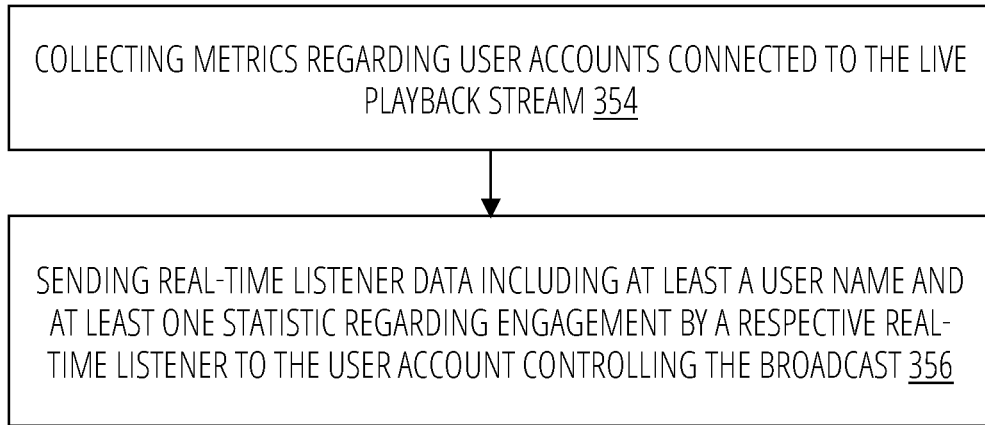 COLLECTING METRICS REGARDING USER ACCOUNTS CONNECTED TO THE LIVE
PLAYBACK STREAM 354
SENDING REAL-TIME LISTENER DATA INCLUDING AT LEAST A USER NAME AND
AT LEAST ONE STATISTIC REGARDING ENGAGEMENT BY A RESPECTIVE REAL-
TIME LISTENER TO THE USER ACCOUNT CONTROLLING THE BROADCAST 356